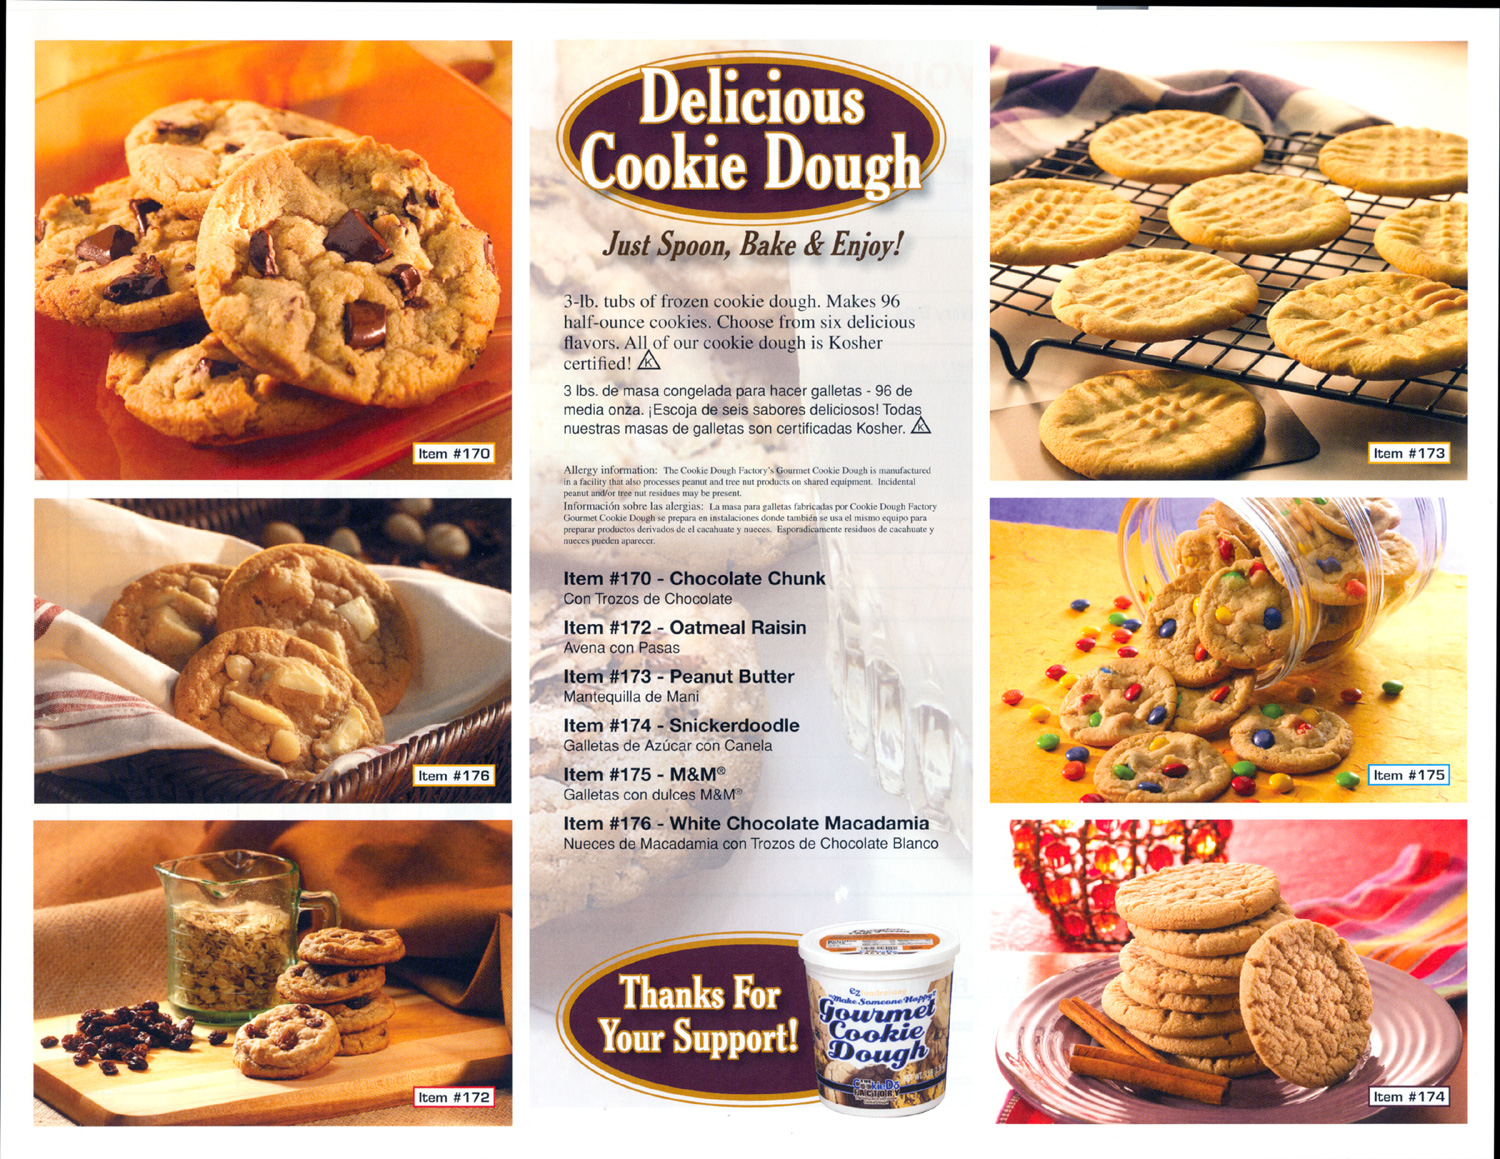 Delicious
Cookie Dough
Just Spoon, Bake & Enjoy!
3-lb. tubs of frozen cookie dough. Makes 96
half-ounce cookies. Choose from six delicious
flavors. All of our cookie dough is Kosher
certified! K
3 lbs. de masa congelada para hacer galletas - 96 de
media onza. ¡Escoja de seis sabores deliciosos! Todas
nuestras masas de galletas son certificadas Kosher. K
Allergy information: The Cookie Dough Factory's Gourmet Cookie Dough is manufactured
in a facility that also processes peanut and tree nut products on shared equipment. Incidental
peanut and/or tree nut residues may be present.
Información sobre las alergias: La masa para galletas fabricadas por Cookie Dough Factory
Gourmet Cookie Dough se prepara en instalaciones donde también se usa el mismo equipo para
preparar productos derivados de el cacahuate y nueces. Esporadicamente residuos de cacahuate y
nueces pueden aparecer.
Item #170 - Chocolate Chunk
Con Trozos de Chocolate
Item #172 - Oatmeal Raisin
Avena con Pasas
Item #173 - Peanut Butter
Mantequilla de Mani
Item #174 - Snickerdoodle
Galletas de Azúcar con Canela
Item #175 - M&M®
Galletas con dulces M&M®
Item #176 - White Chocolate Macadamia
Nueces de Macadamia con Trozos de Chocolate Blanco
Thanks For
Your Support!
ez fundraising
"Make Someone Happy"
Gourmet
Cookie
Dough
FACTORY
Item #170
Item #176
Item #172
Item #173
Item #175
Item #174